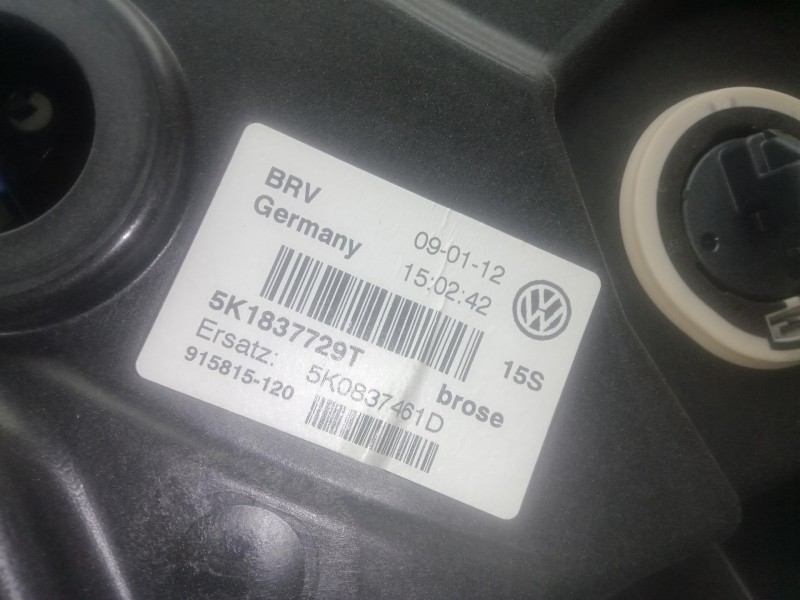 BRV
Germany
09-01-12
15:02:42
5K1837729T
15S
Ersatz: 5K0837461D
brose
915815-120